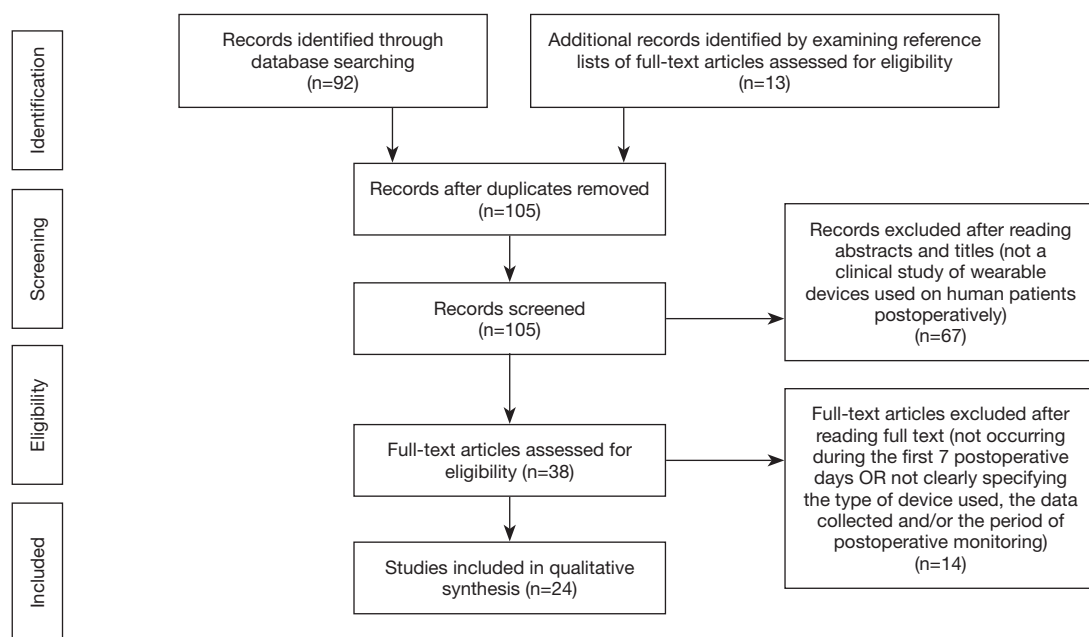 Identification
Records identified through
database searching
(n=92)
Additional records identified by examining reference
lists of full-text articles assessed for eligibility
(n=13)
Records after duplicates removed
(n=105)
Screening
Records screened
(n=105)
Records excluded after reading
abstracts and titles (not a
clinical study of wearable
devices used on human patients
postoperatively)
(n=67)
Eligibility
Full-text articles assessed for
eligibility (n=38)
Full-text articles excluded after
reading full text (not occurring
during the first 7 postoperative
days OR not clearly specifying
the type of device used, the data
collected and/or the period of
postoperative monitoring)
(n=14)
Included
Studies included in qualitative
synthesis (n=24)